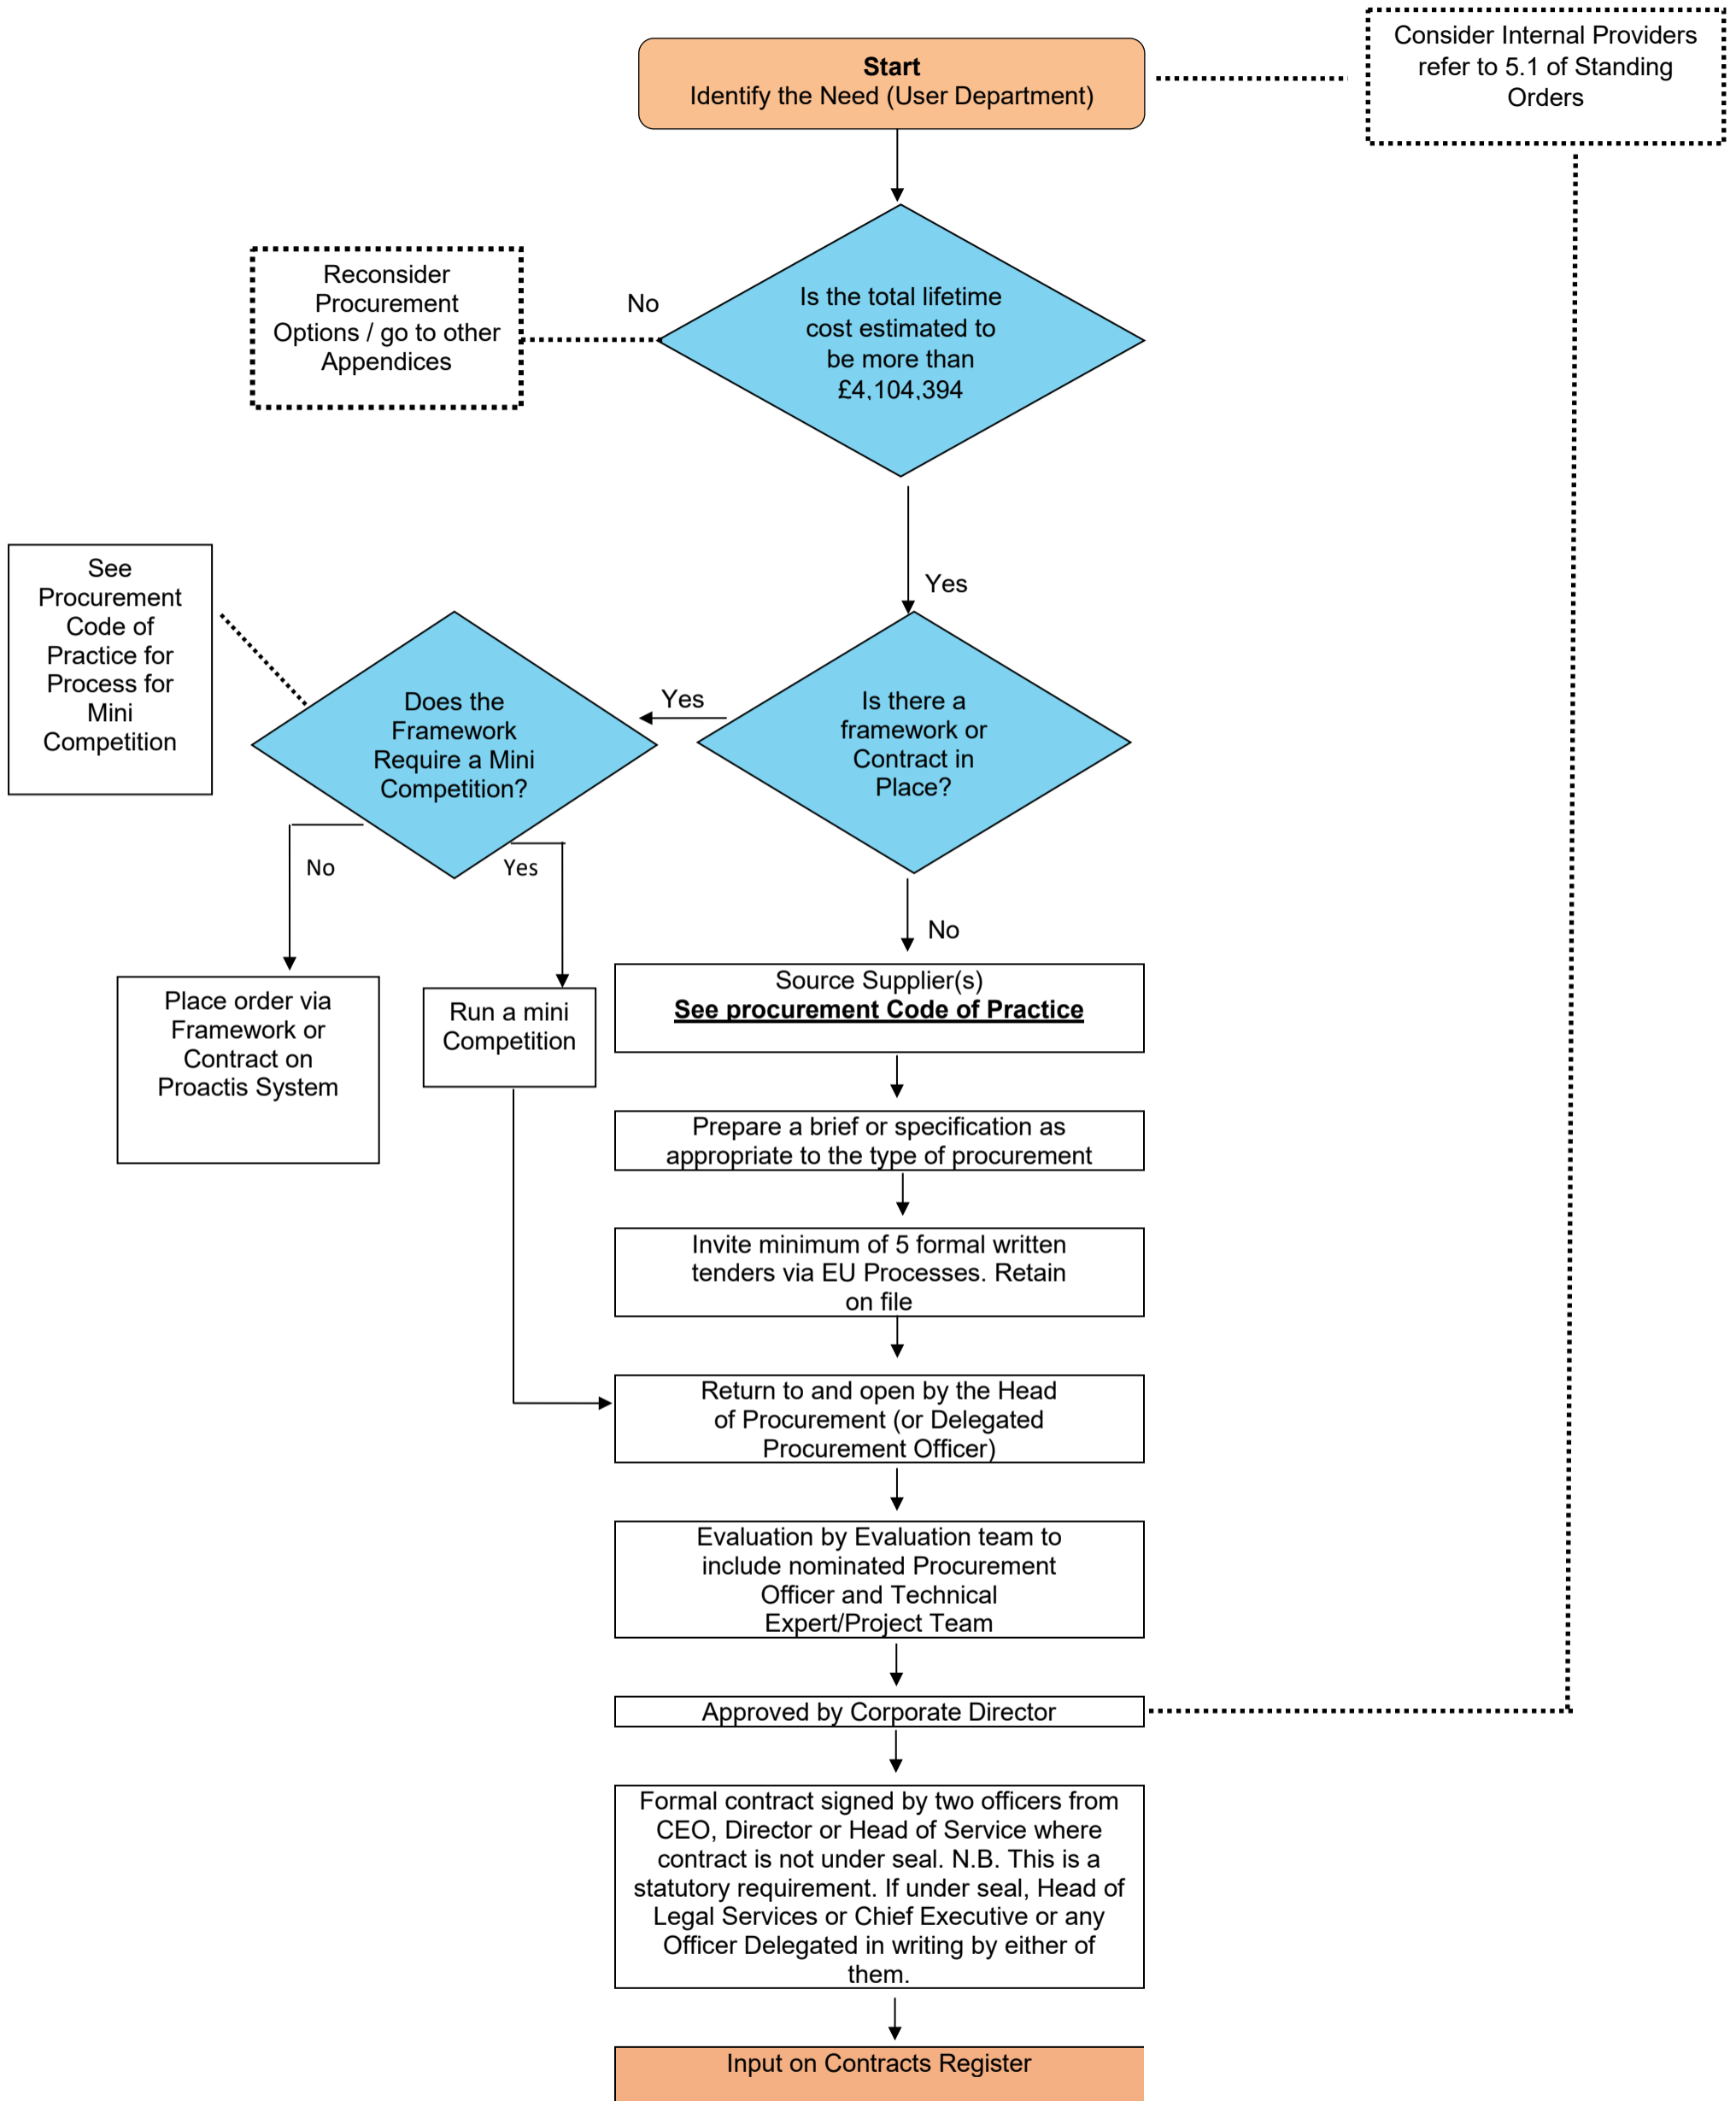 Start
Identify the Need (User Department)
Consider Internal Providers
refer to 5.1 of Standing
Orders
Reconsider
Procurement
Options / go to other
Appendices
No
Is the total lifetime
cost estimated to
be more than
£4,104,394
Yes
See
Procurement
Code of
Practice for
Process for
Mini
Competition
Does the
Framework
Require a Mini
Competition?
Yes
Is there a
framework or
Contract in
Place?
No
Yes
No
Place order via
Framework or
Contract on
Proactis System
Run a mini
Competition
Source Supplier(s)
See procurement Code of Practice
Prepare a brief or specification as
appropriate to the type of procurement
Invite minimum of 5 formal written
tenders via EU Processes. Retain
on file
Return to and open by the Head
of Procurement (or Delegated
Procurement Officer)
Evaluation by Evaluation team to
include nominated Procurement
Officer and Technical
Expert/Project Team
Approved by Corporate Director
Formal contract signed by two officers from
CEO, Director or Head of Service where
contract is not under seal. N.B. This is a
statutory requirement. If under seal, Head of
Legal Services or Chief Executive or any
Officer Delegated in writing by either of
them.
Input on Contracts Register